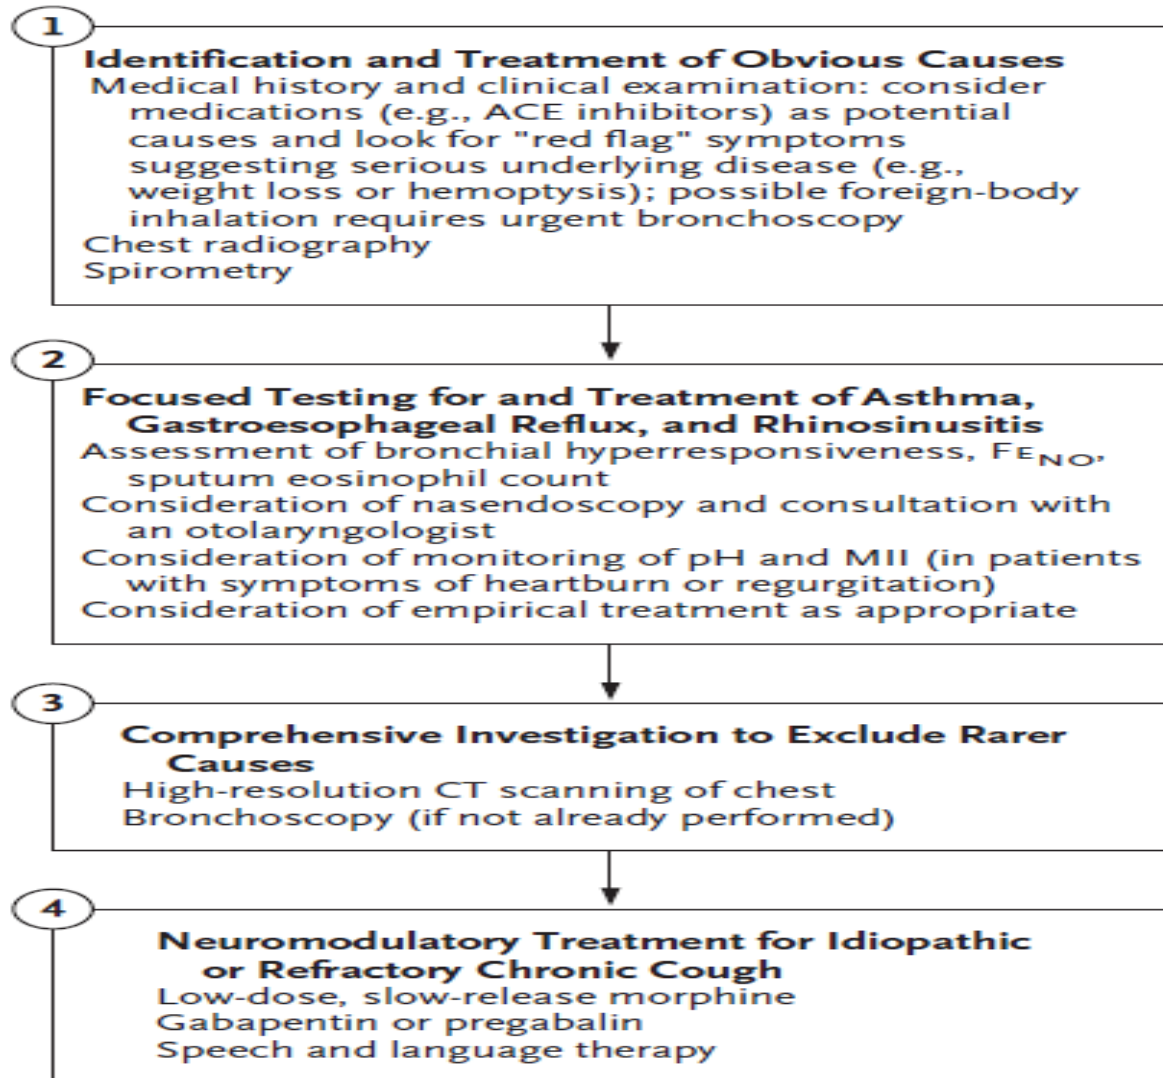 1
Identification and Treatment of Obvious Causes
Medical history and clinical examination: consider
medications (e.g., ACE inhibitors) as potential
causes and look for "red flag" symptoms
suggesting serious underlying disease (e.g.,
weight loss or hemoptysis); possible foreign-body
inhalation requires urgent bronchoscopy
Chest radiography
Spirometry
2
Focused Testing for and Treatment of Asthma,
Gastroesophageal Reflux, and Rhinosinusitis
Assessment of bronchial hyperresponsiveness, FENO,
sputum eosinophil count
Consideration of nasendoscopy and consultation with
an otolaryngologist
Consideration of monitoring of pH and MII (in patients
with symptoms of heartburn or regurgitation)
Consideration of empirical treatment as appropriate
3
Comprehensive Investigation to Exclude Rarer
Causes
High-resolution CT scanning of chest
Bronchoscopy (if not already performed)
4
Neuromodulatory Treatment for Idiopathic
or Refractory Chronic Cough
Low-dose, slow-release morphine
Gabapentin or pregabalin
Speech and language therapy